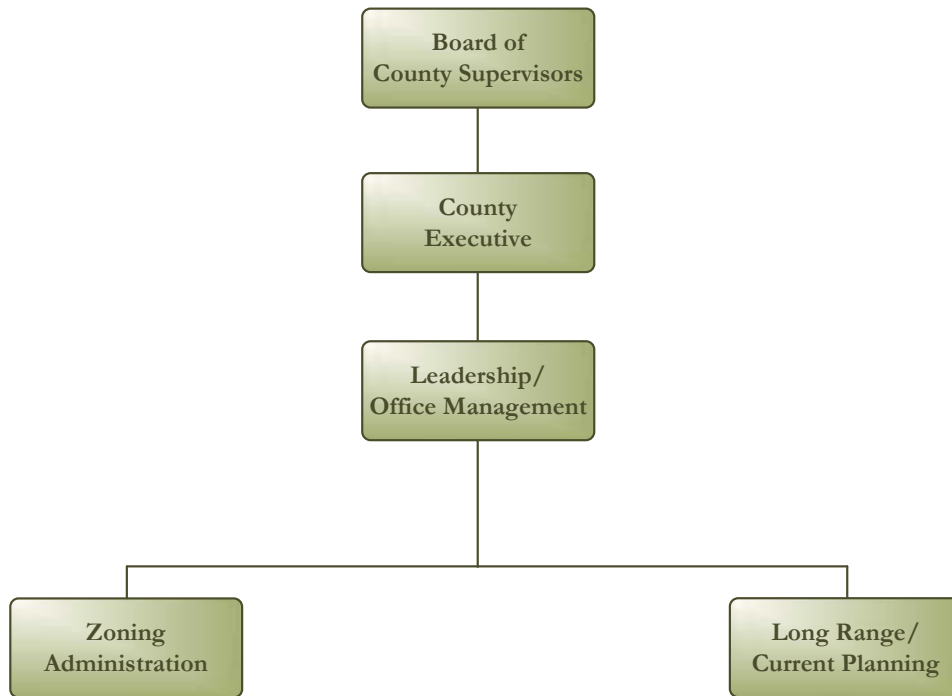 Board of
County Supervisors
County
Executive
Leadership/
Office Management
Zoning
Administration
Long Range/
Current Planning